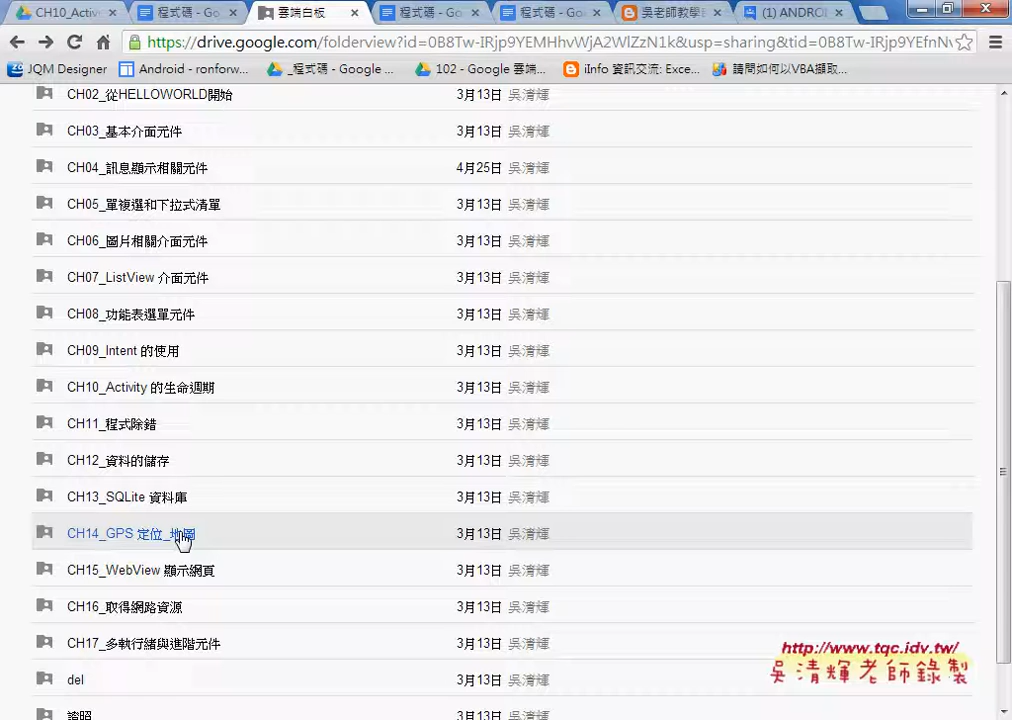 CH10_Activ
程式碼 - Go
雲端白板
程式碼 - Go
程式碼 - Go
吳老師教學
(1) ANDROI
https://drive.google.com/folderview?id=0B8Tw-IRjp9YEMHhvWjA2WlZzN1k&usp=sharing&tid=0B8Tw-IRjp9YEfnNv
JQM Designer
Android - ronforw...
_程式碼 - Google ...
102 - Google 雲端...
iInfo 資訊交流: Exce...
請問如何以VBA擷取...
CH02_從HELLOWORLD開始 3月13日 吳清輝
CH03_基本介面元件 3月13日 吳清輝
CH04_訊息顯示相關元件 4月25日 吳清輝
CH05_單複選和下拉式清單 3月13日 吳清輝
CH06_圖片相關介面元件 3月13日 吳清輝
CH07_ListView 介面元件 3月13日 吳清輝
CH08_功能表選單元件 3月13日 吳清輝
CH09_Intent 的使用 3月13日 吳清輝
CH10_Activity 的生命週期 3月13日 吳清輝
CH11_程式除錯 3月13日 吳清輝
CH12_資料的儲存 3月13日 吳清輝
CH13_SQLite 資料庫 3月13日 吳清輝
CH14_GPS 定位_地圖 3月13日 吳清輝
CH15_WebView 顯示網頁 3月13日 吳清輝
CH16_取得網路資源 3月13日 吳清輝
CH17_多執行緒與進階元件 3月13日 吳清輝
del 3月13日 吳清輝
證照 3月13日 吳清輝
http://www.tqc.idv.tw/
吳清輝老師錄製